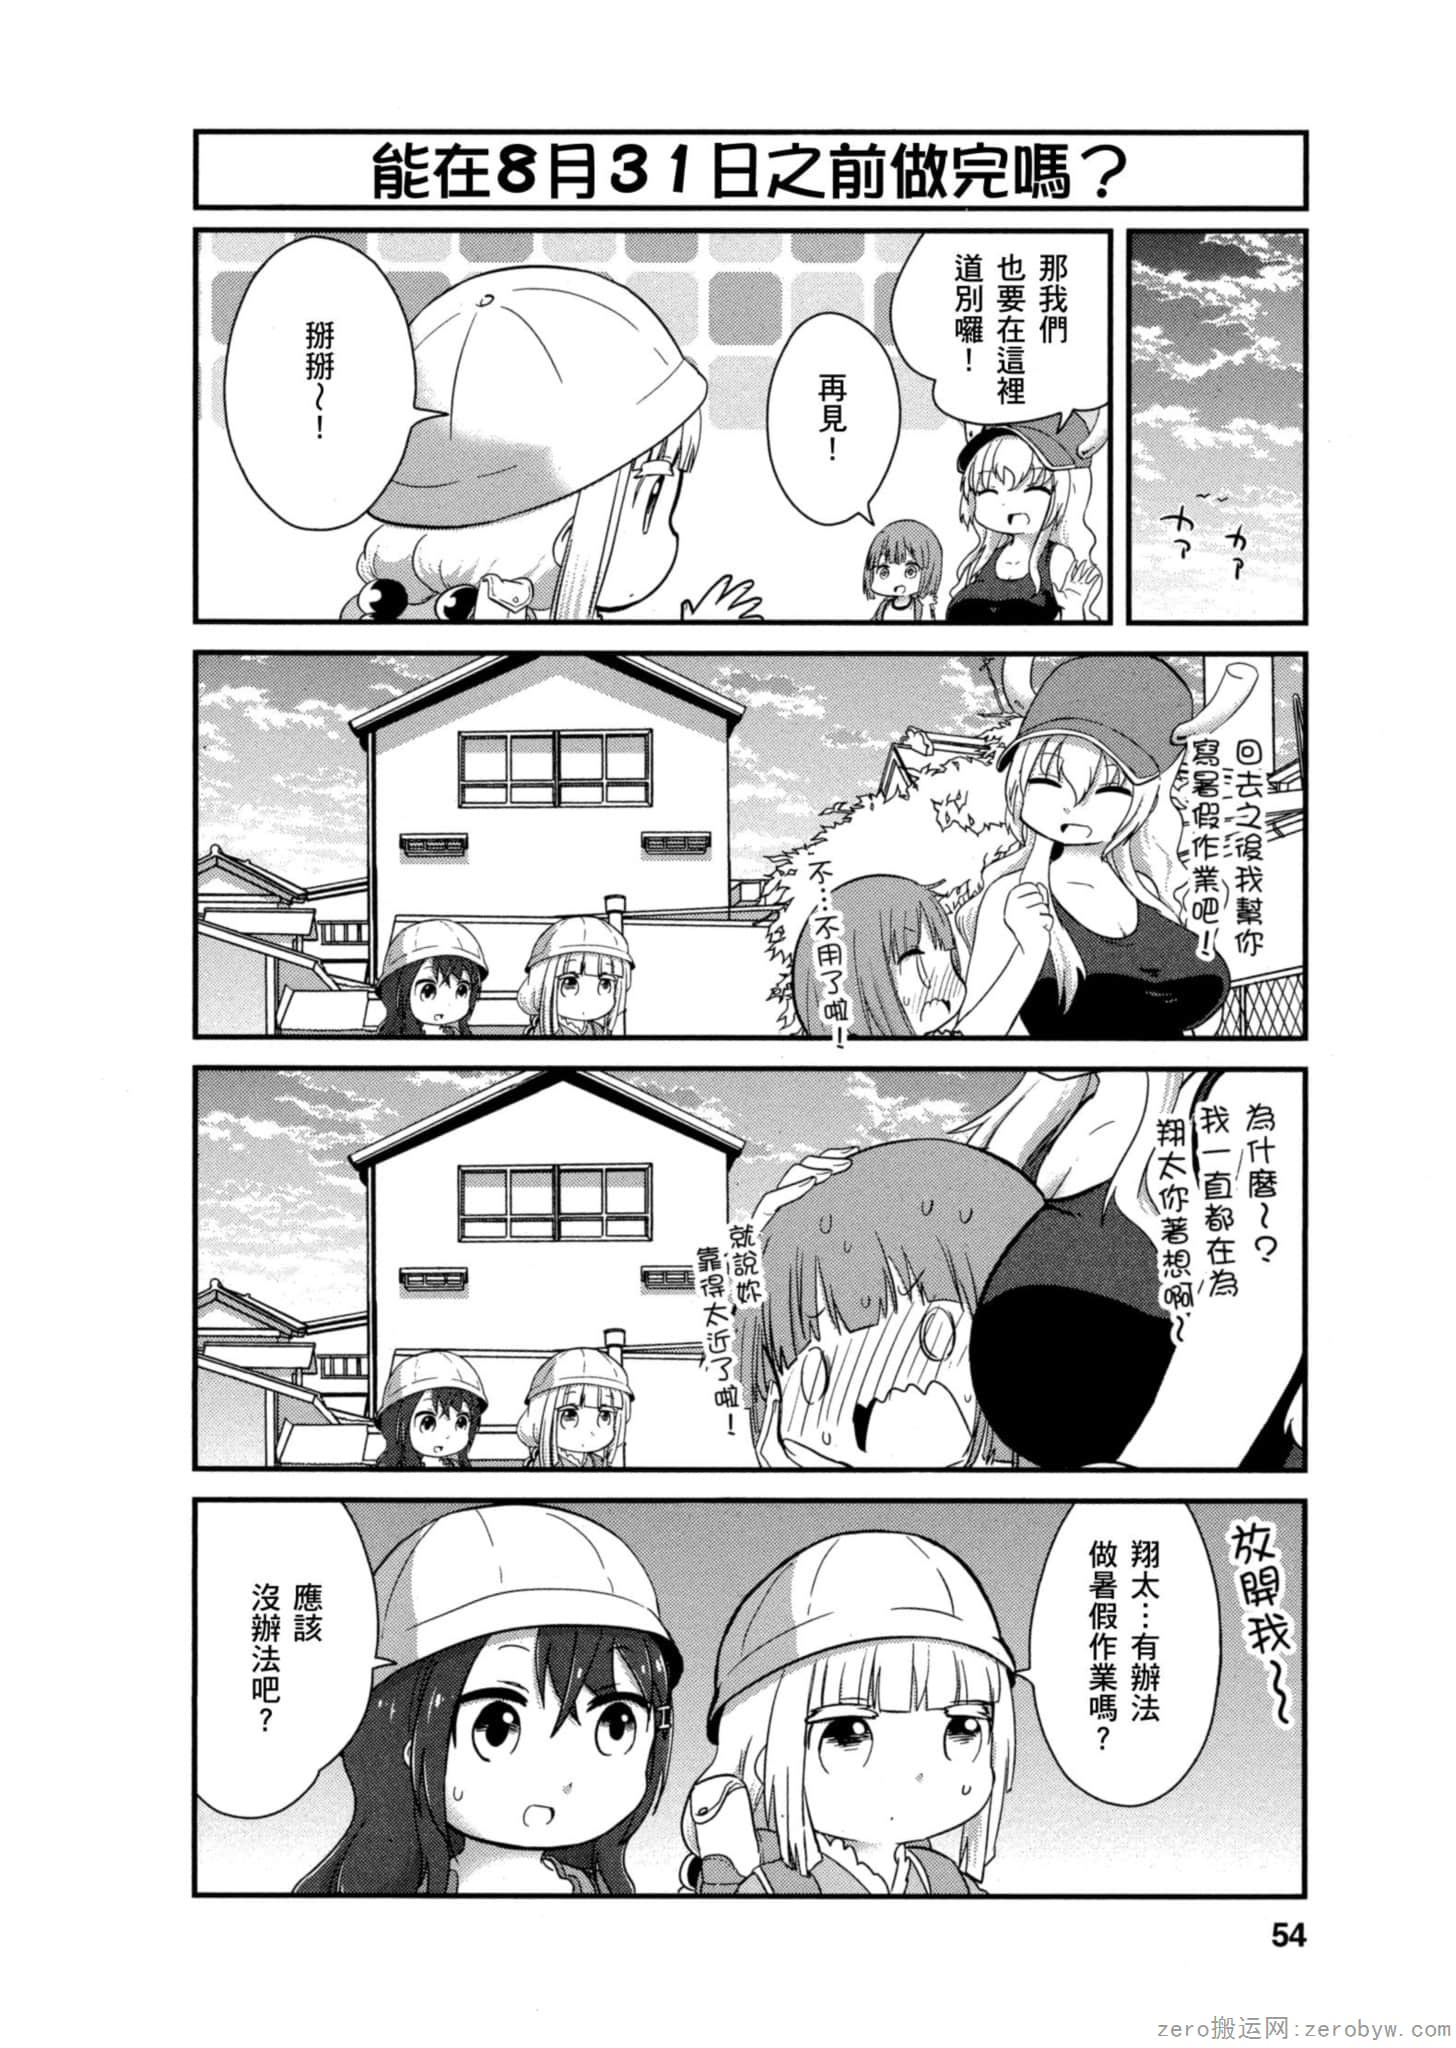 能在8月31日之前做完嗎？
カァ
カァ
那我們
也要在這裡
道別囉！
再見！
掰掰～！
回去之後我幫你
寫暑假作業吧！
不…不用了啦！
為什麼～？
我一直都在為
翔太你著想啊～
就說妳
靠得太近了啦！
放開我～
翔太…有辦法
做暑假作業嗎？
應該
沒辦法吧？
54
zero搬运网:zerobyw.com